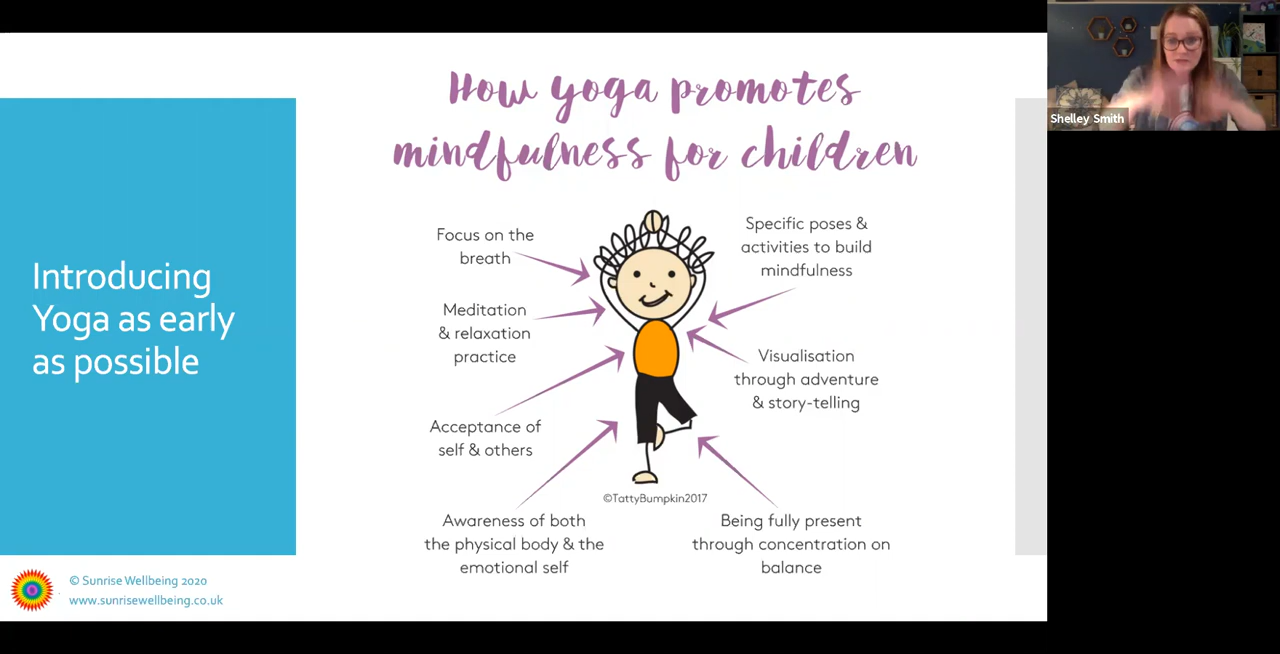 How yoga promotes
mindfulness for children
Introducing
Yoga as early
as possible
Focus on the
breath
Meditation
& relaxation
practice
Acceptance of
self & others
Awareness of both
the physical body & the
emotional self
Specific poses &
activities to build
mindfulness
Visualisation
through adventure
& story-telling
Being fully present
through concentration on
balance
©TattyBumpkin2017
© Sunrise Wellbeing 2020
www.sunrisewellbeing.co.uk
Shelley Smith